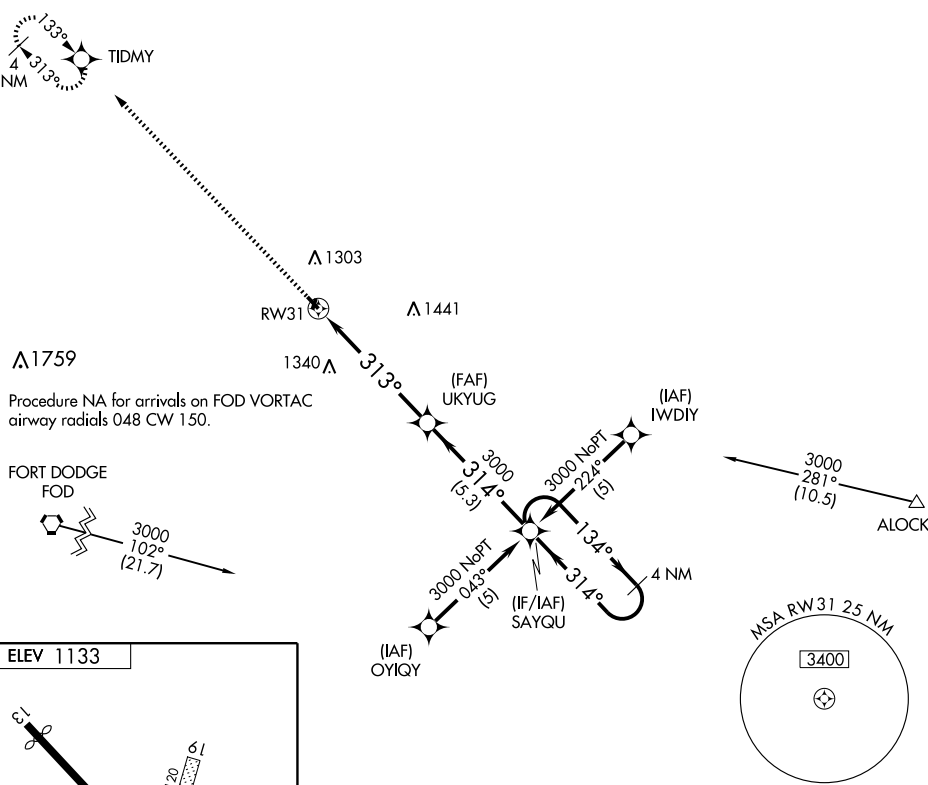 133°
TIDMY
4
NM
313°
1303
RW31
1441
1759
1340
313°
Procedure NA for arrivals on FOD VORTAC
airway radials 048 CW 150.
(FAF)
UKYUG
(IAF)
IWDIY
FORT DODGE
FOD
3000
102°
(21.7)
3000
314°
(5.3)
3000 NoPT
224°
(5)
3000
281°
(10.5)
ALOCK
134°
4 NM
314°
3000 NoPT
043°
(5)
(IF/IAF)
SAYQU
(IAF)
OYIQY
MSA RW31 25 NM
3400
ELEV 1133
13
19
120